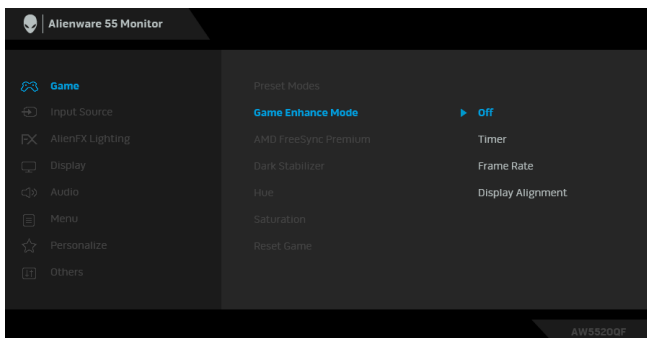 Alienware 55 Monitor
Game
Preset Modes
Input Source
Game Enhance Mode
Off
AlienFX Lighting
AMD FreeSync Premium
Timer
Display
Dark Stabilizer
Frame Rate
Audio
Hue
Display Alignment
Menu
Saturation
Personalize
Reset Game
Others
AW5520QF